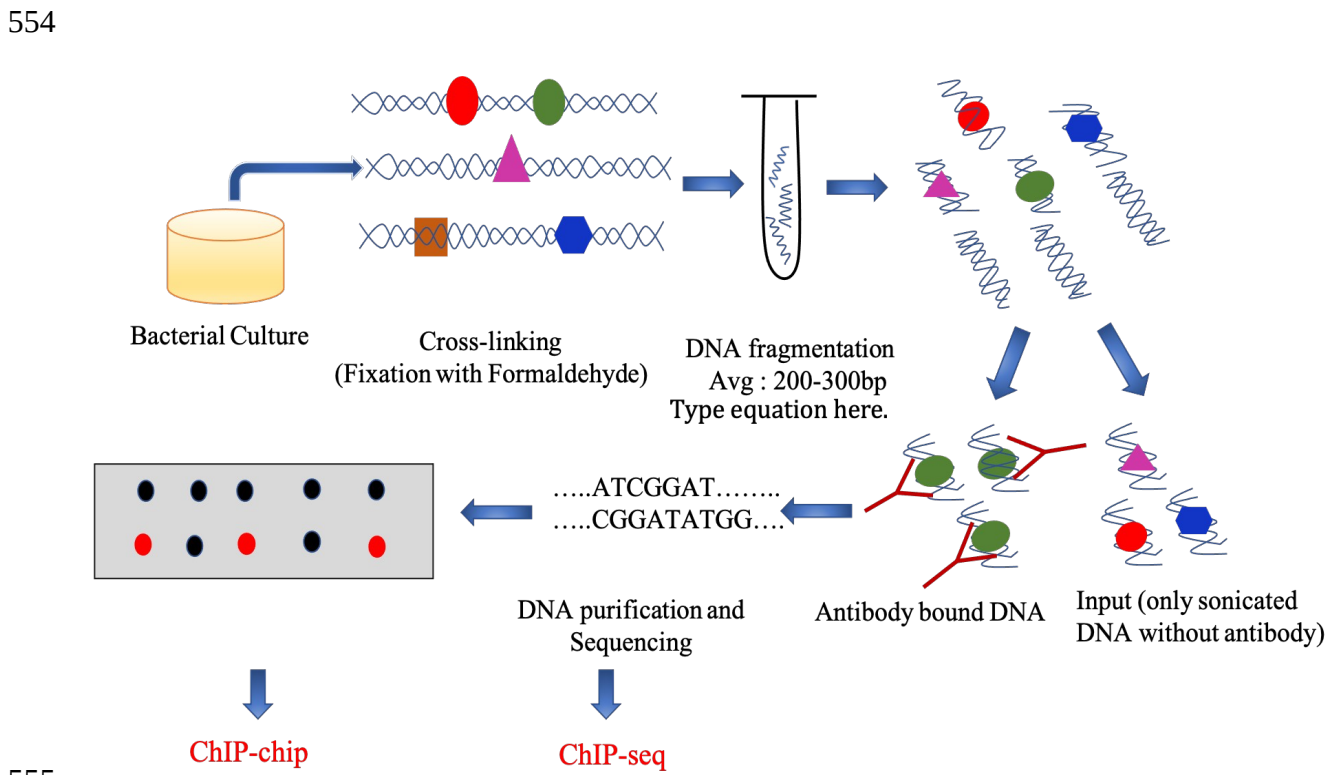 554
Bacterial Culture
Cross-linking
(Fixation with Formaldehyde)
DNA fragmentation
Avg : 200-300bp
Type equation here.
…..ATCGGAT……..
…..CGGATATGG….
DNA purification and
Sequencing
Antibody bound DNA
Input (only sonicated
DNA without antibody)
ChIP-chip
ChIP-seq
555